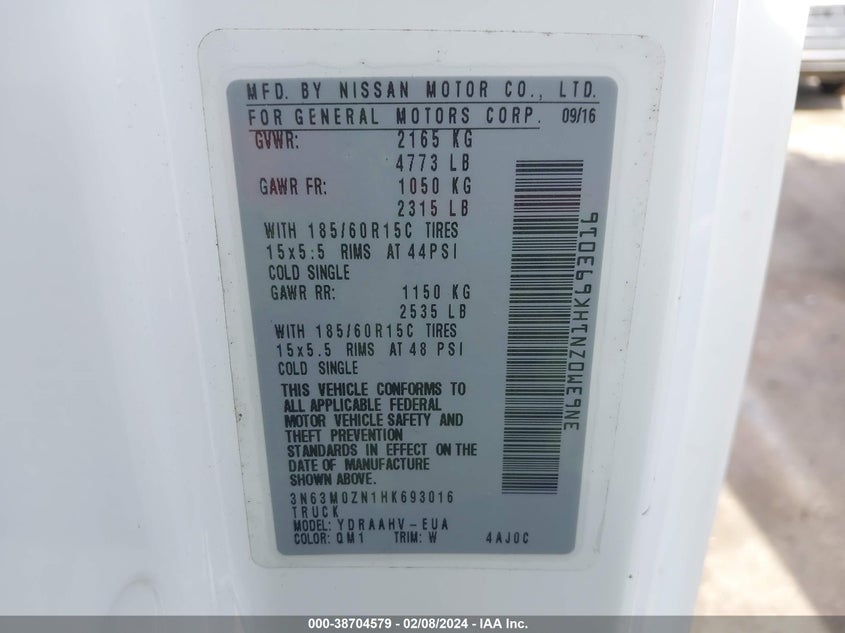 MFD. BY NISSAN MOTOR CO., LTD.
FOR GENERAL MOTORS CORP. 09/16
GVWR: 2165 KG
4773 LB
GAWR FR: 1050 KG
2315 LB
WITH 185/60R15C TIRES
15x5.5 RIMS AT 44PSI
COLD SINGLE
GAWR RR: 1150 KG
2535 LB
WITH 185/60R15C TIRES
15x5.5 RIMS AT 48 PSI
COLD SINGLE
THIS VEHICLE CONFORMS TO
ALL APPLICABLE FEDERAL
MOTOR VEHICLE SAFETY AND
THEFT PREVENTION
STANDARDS IN EFFECT ON THE
DATE OF MANUFACTURE
SHOWN ABOVE.
3N63M0ZN1HK693016
TRUCK
MODEL: YDRAAHV-EUA
COLOR: QM1 TRIM: W 4AJ0C
3N63M0ZN1HK693016
000-38704579 - 02/08/2024 - IAA Inc.